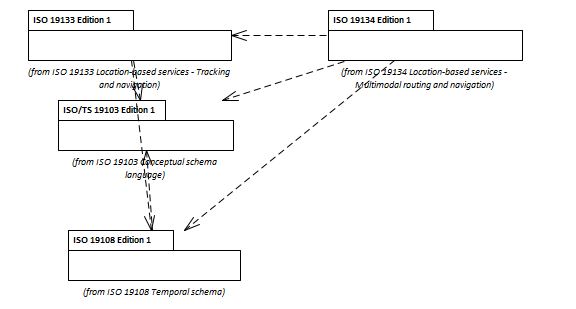 ISO 19133 Edition 1
ISO 19134 Edition 1
(from ISO 19133 Location-based services - Tracking
and navigation)
(from ISO 19134 Location-based services -
Multimodal routing and navigation)
ISO/TS 19103 Edition 1
(from ISO 19103 Conceptual schema
language)
ISO 19108 Edition 1
(from ISO 19108 Temporal schema)